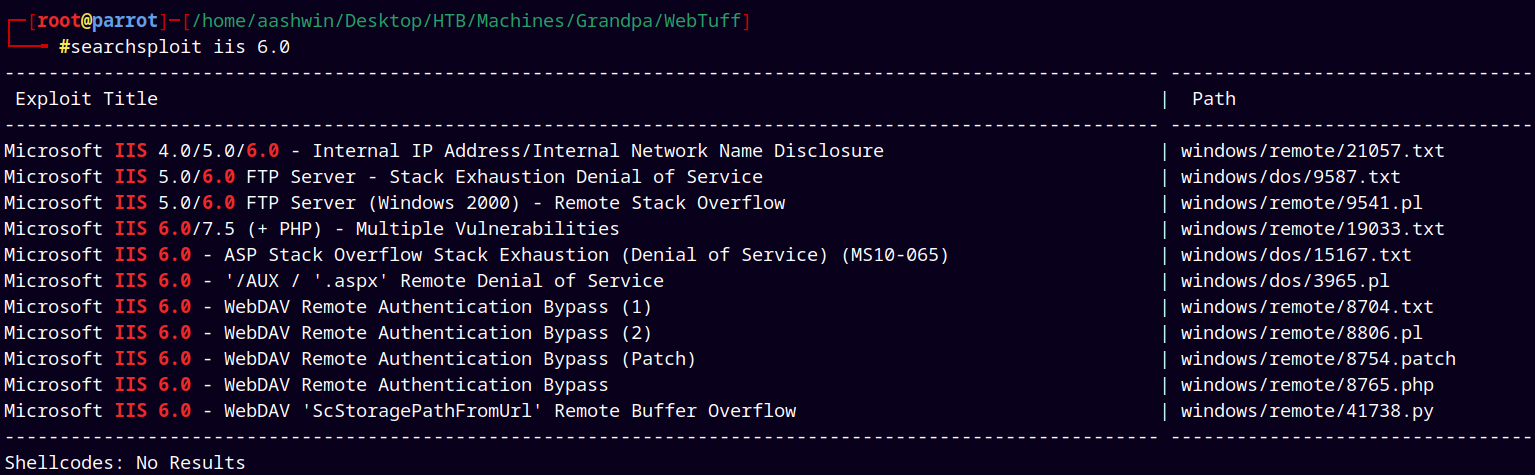 [root@parrot]─[/home/aashwin/Desktop/HTB/Machines/Grandpa/WebTuff]
#searchsploit iis 6.0
Exploit Title | Path
Microsoft IIS 4.0/5.0/6.0 - Internal IP Address/Internal Network Name Disclosure | windows/remote/21057.txt
Microsoft IIS 5.0/6.0 FTP Server - Stack Exhaustion Denial of Service | windows/dos/9587.txt
Microsoft IIS 5.0/6.0 FTP Server (Windows 2000) - Remote Stack Overflow | windows/remote/9541.pl
Microsoft IIS 6.0/7.5 (+ PHP) - Multiple Vulnerabilities | windows/remote/19033.txt
Microsoft IIS 6.0 - ASP Stack Overflow Stack Exhaustion (Denial of Service) (MS10-065) | windows/dos/15167.txt
Microsoft IIS 6.0 - '/AUX / '.aspx' Remote Denial of Service | windows/dos/3965.pl
Microsoft IIS 6.0 - WebDAV Remote Authentication Bypass (1) | windows/remote/8704.txt
Microsoft IIS 6.0 - WebDAV Remote Authentication Bypass (2) | windows/remote/8806.pl
Microsoft IIS 6.0 - WebDAV Remote Authentication Bypass (Patch) | windows/remote/8754.patch
Microsoft IIS 6.0 - WebDAV Remote Authentication Bypass | windows/remote/8765.php
Microsoft IIS 6.0 - WebDAV 'ScStoragePathFromUrl' Remote Buffer Overflow | windows/remote/41738.py
Shellcodes: No Results